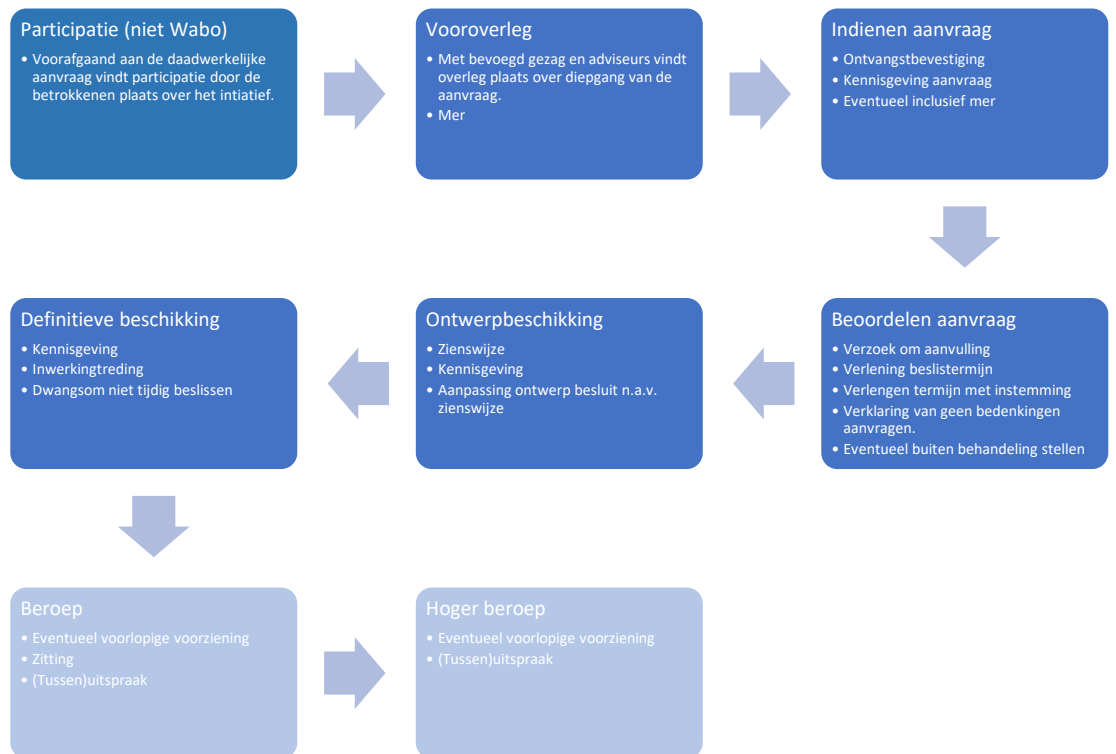 Participatie (niet Wabo)
• Voorafgaand aan de daadwerkelijke
aanvraag vindt participatie door de
betrokkenen plaats over het intiatief.
Vooroverleg
• Met bevoegd gezag en adviseurs vindt
overleg plaats over diepgang van de
aanvraag.
• Mer
Indienen aanvraag
• Ontvangstbevestiging
• Kennisgeving aanvraag
• Eventueel inclusief mer
Beoordelen aanvraag
• Verzoek om aanvulling
• Verlening beslistermijn
• Verlengen termijn met instemming
• Verklaring van geen bedenkingen
aanvragen.
• Eventueel buiten behandeling stellen
Ontwerpbeschikking
• Zienswijze
• Kennisgeving
• Aanpassing ontwerp besluit n.a.v.
zienswijze
Definitieve beschikking
• Kennisgeving
• Inwerkingtreding
• Dwangsom niet tijdig beslissen
Beroep
• Eventueel voorlopige voorziening
• Zitting
• (Tussen)uitspraak
Hoger beroep
• Eventueel voorlopige voorziening
• (Tussen)uitspraak